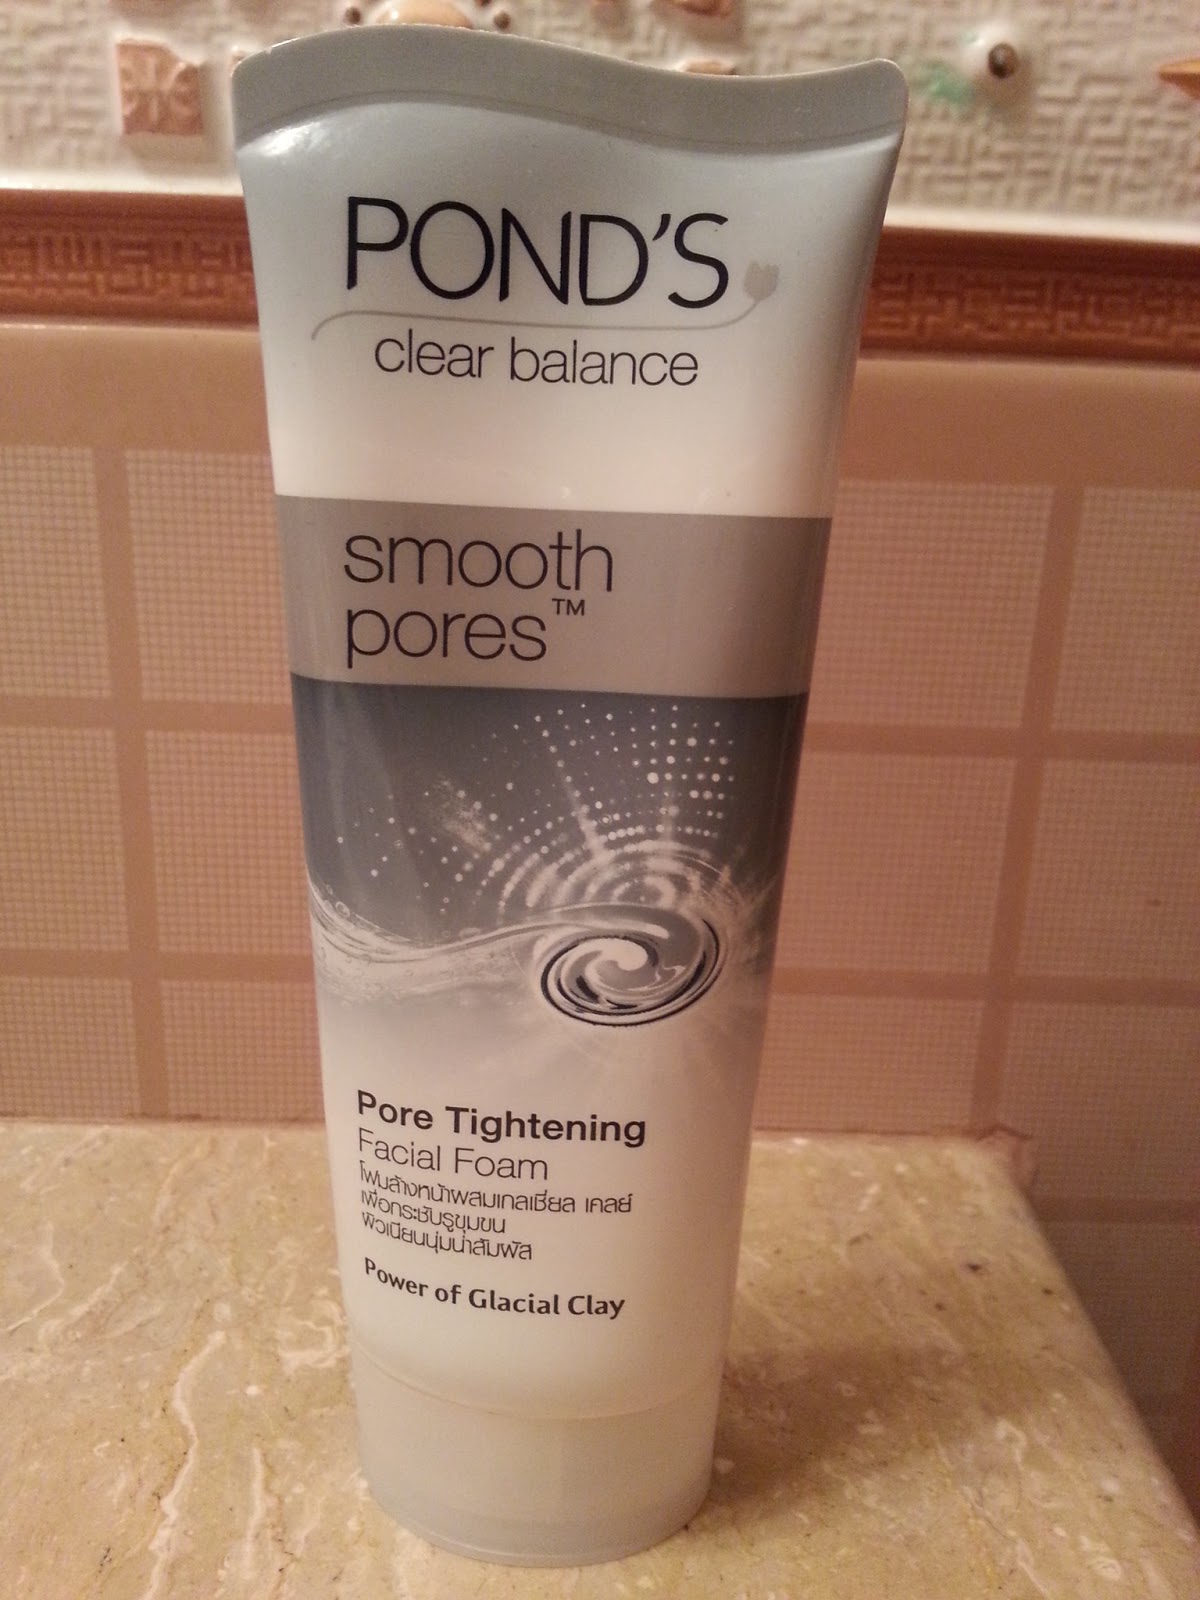 POND'S
clear balance
smooth
pores™
Pore Tightening
Facial Foam
โฟมล้างหน้าผสมเกลเชียล เคลย์
เพื่อกระชับรูขุมขน
ผิวเนียนนุ่มน่าสัมผัส
Power of Glacial Clay